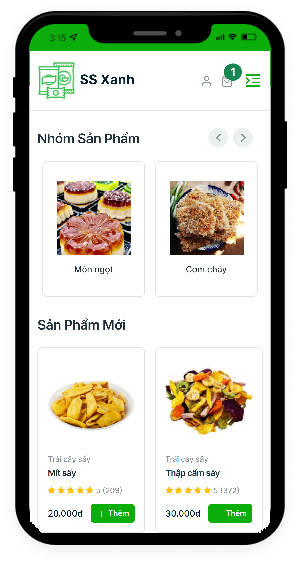 3:15
SS Xanh
1
Nhóm Sản Phẩm
Món ngọt
Cơm cháy
Sản Phẩm Mới
Trái cây sấy
Mít sấy
5 (209)
20.000đ
Thêm
Trái cây sấy
Thập cẩm sấy
5 (372)
30.000đ
Thêm